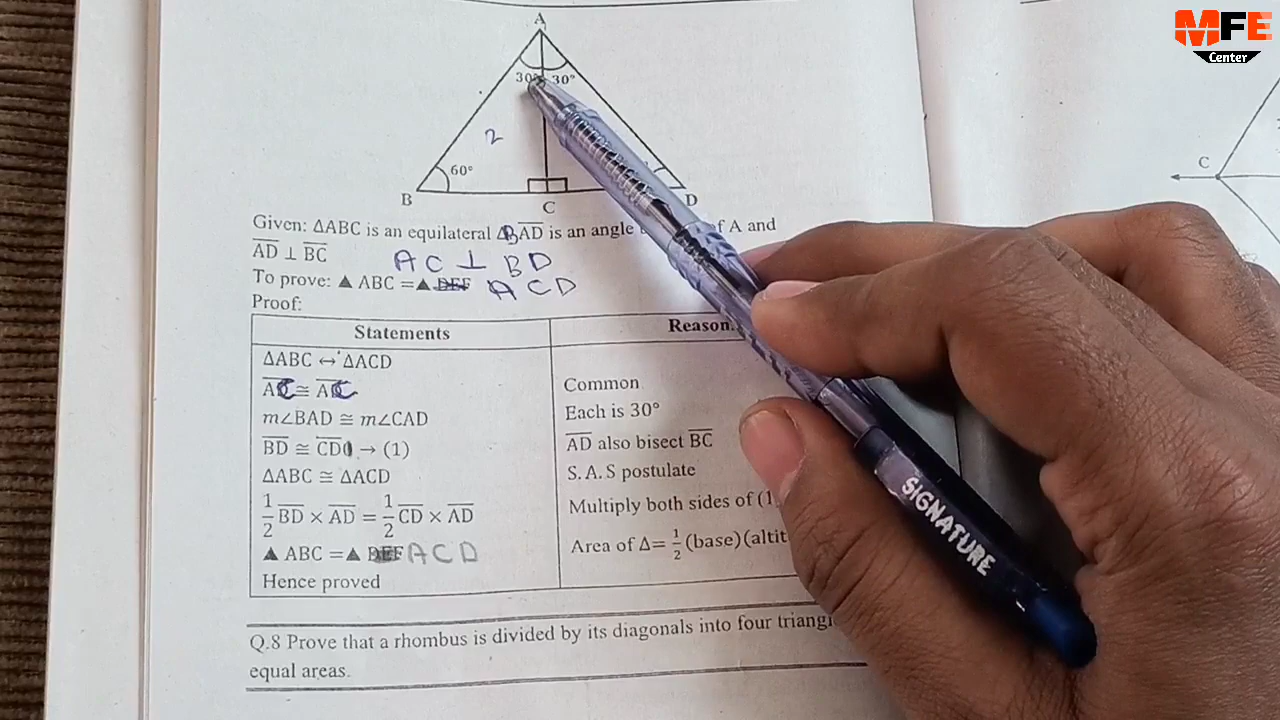 MFE
Center
A
30° 30°
2
60°
B
C
D
C
Given: ΔABC is an equilateral Δ AD is an angle of A and
AD ⊥ BC
AC ⊥ BD
To prove: ▲ ABC = ▲ DEF ACD
Proof:
Statements
Reason
ΔABC ↔ ΔACD
AC ≅ AC
Common
m∠BAD ≅ m∠CAD
Each is 30°
BD ≅ CD → (1)
AD also bisect BC
ΔABC ≅ ΔACD
S.A.S postulate
1/2 BD × AD = 1/2 CD × AD
Multiply both sides of (1
▲ ABC = ▲ DEF ACD
Area of Δ= 1/2 (base)(altit
Hence proved
Q.8 Prove that a rhombus is divided by its diagonals into four triangl
equal areas.
SIGNATURE